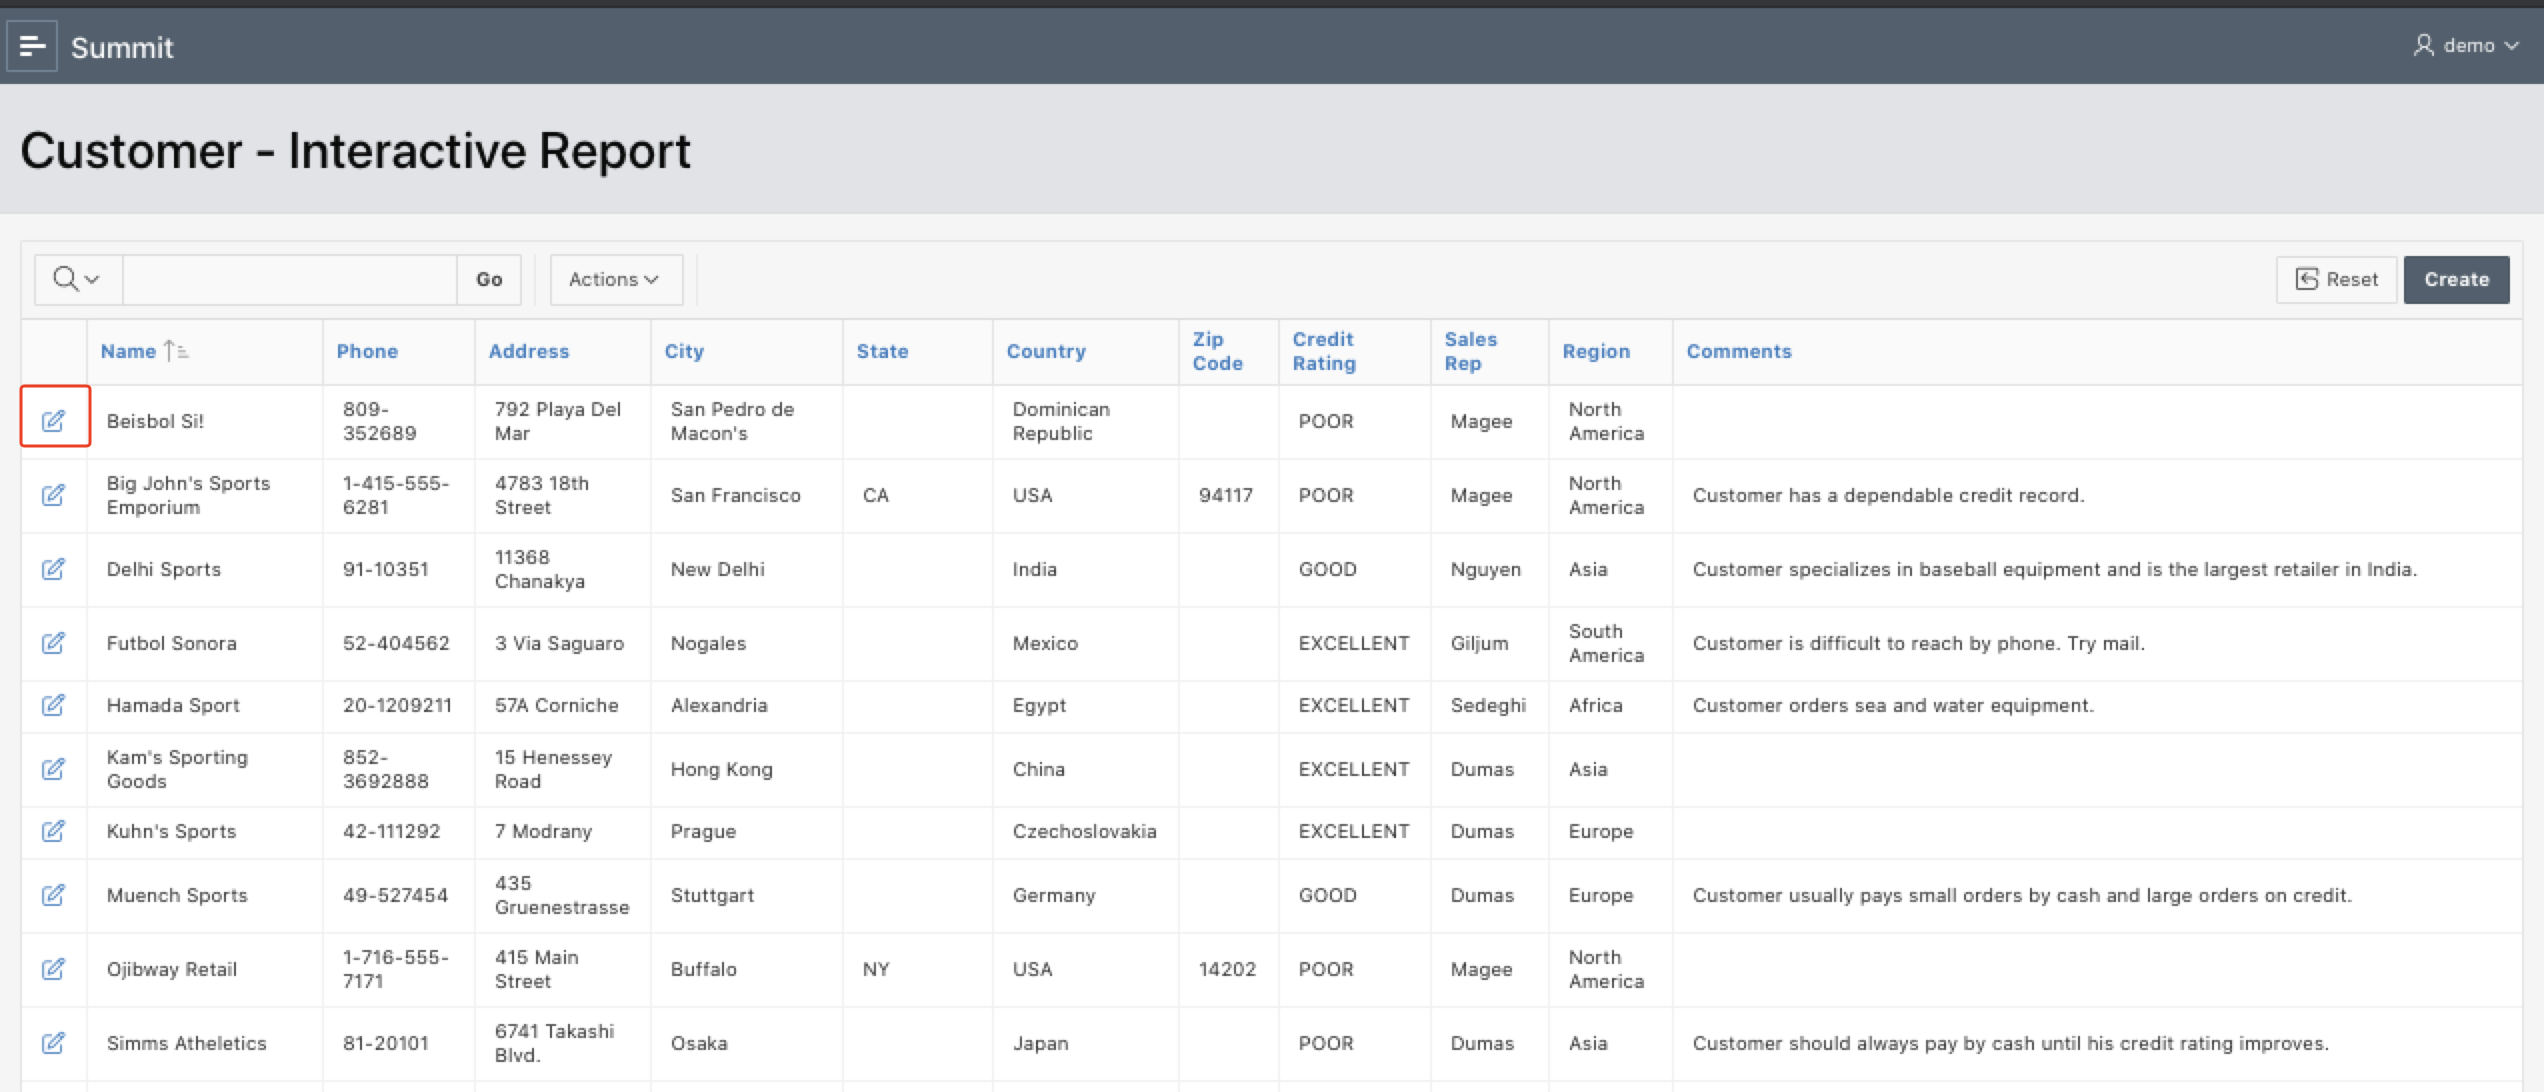 Summit
demo
Customer - Interactive Report
Go
Actions
Reset
Create
Name
Phone
Address
City
State
Country
Zip Code
Credit Rating
Sales Rep
Region
Comments
Beisbol Si! 809-352689 792 Playa Del Mar San Pedro de Macon's Dominican Republic POOR Magee North America
Big John's Sports Emporium 1-415-555-6281 4783 18th Street San Francisco CA USA 94117 POOR Magee North America Customer has a dependable credit record.
Delhi Sports 91-10351 11368 Chanakya New Delhi India GOOD Nguyen Asia Customer specializes in baseball equipment and is the largest retailer in India.
Futbol Sonora 52-404562 3 Via Saguaro Nogales Mexico EXCELLENT Giljum South America Customer is difficult to reach by phone. Try mail.
Hamada Sport 20-1209211 57A Corniche Alexandria Egypt EXCELLENT Sedeghi Africa Customer orders sea and water equipment.
Kam's Sporting Goods 852-3692888 15 Henessey Road Hong Kong China EXCELLENT Dumas Asia
Kuhn's Sports 42-111292 7 Modrany Prague Czechoslovakia EXCELLENT Dumas Europe
Muench Sports 49-527454 435 Gruenestrasse Stuttgart Germany GOOD Dumas Europe Customer usually pays small orders by cash and large orders on credit.
Ojibway Retail 1-716-555-7171 415 Main Street Buffalo NY USA 14202 POOR Magee North America
Simms Atheletics 81-20101 6741 Takashi Blvd. Osaka Japan POOR Dumas Asia Customer should always pay by cash until his credit rating improves.